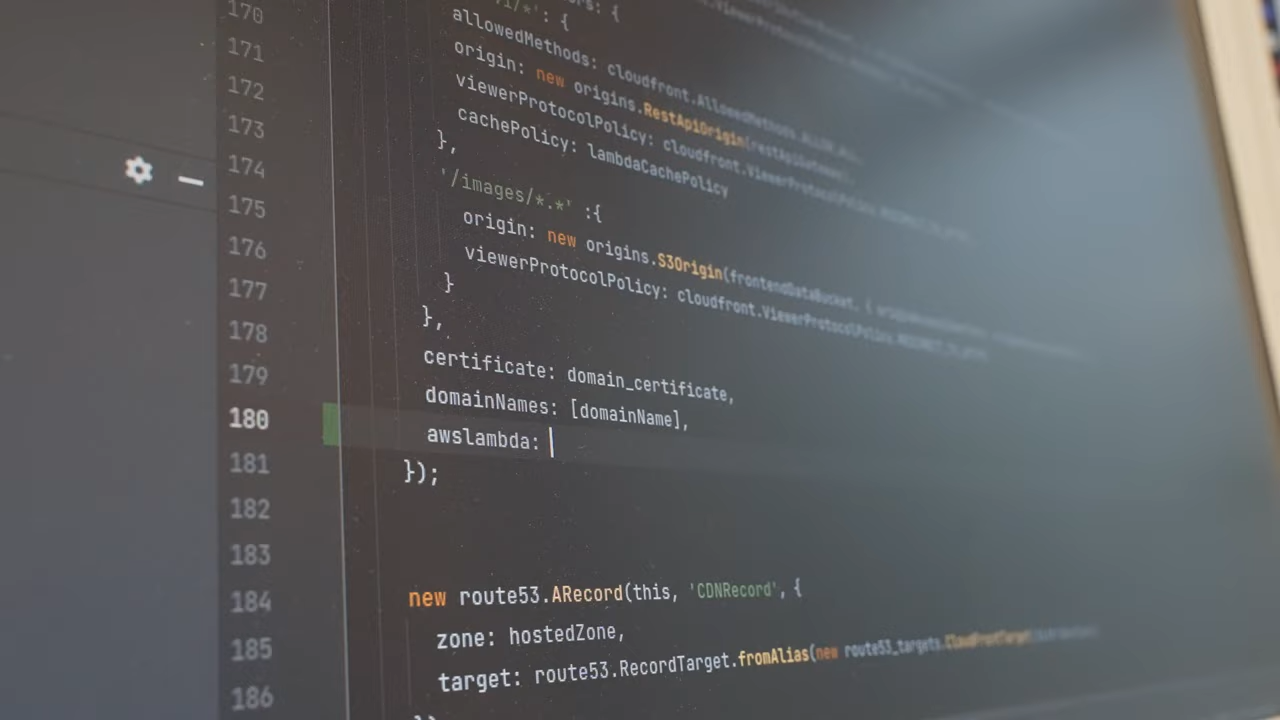 170
171 allowedMethods: cloudfront.AllowedMethods.
172 origin: new origins.RestApiOrigin(restApiGateway),
173 viewerProtocolPolicy: cloudfront.ViewerProtocolPolicy.
174 cachePolicy: lambdaCachePolicy
},
175 '/images/*.*' :{
176 origin: new origins.S3Origin(frontendDataBucket, {
177 viewerProtocolPolicy: cloudfront.ViewerProtocolPolicy.
}
178 },
179 certificate: domain_certificate,
domainNames: [domainName],
180 awslambda:
181 });
182
183
184 new route53.ARecord(this, 'CDNRecord', {
185 zone: hostedZone,
186 target: route53.RecordTarget.fromAlias(new route53_targets.CloudFrontTarget(